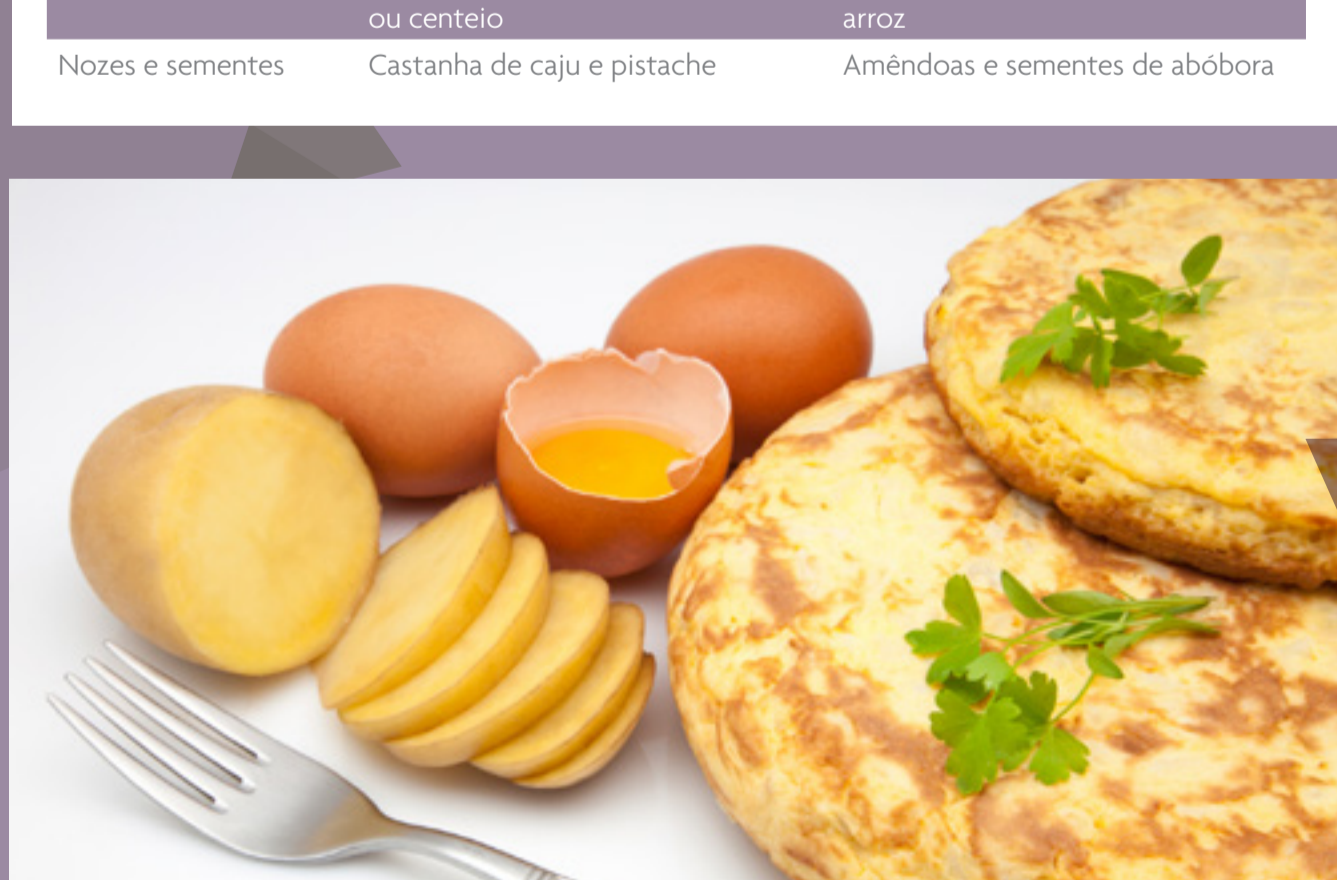 ou centeio arroz
Nozes e sementes Castanha de caju e pistache Amêndoas e sementes de abóbora